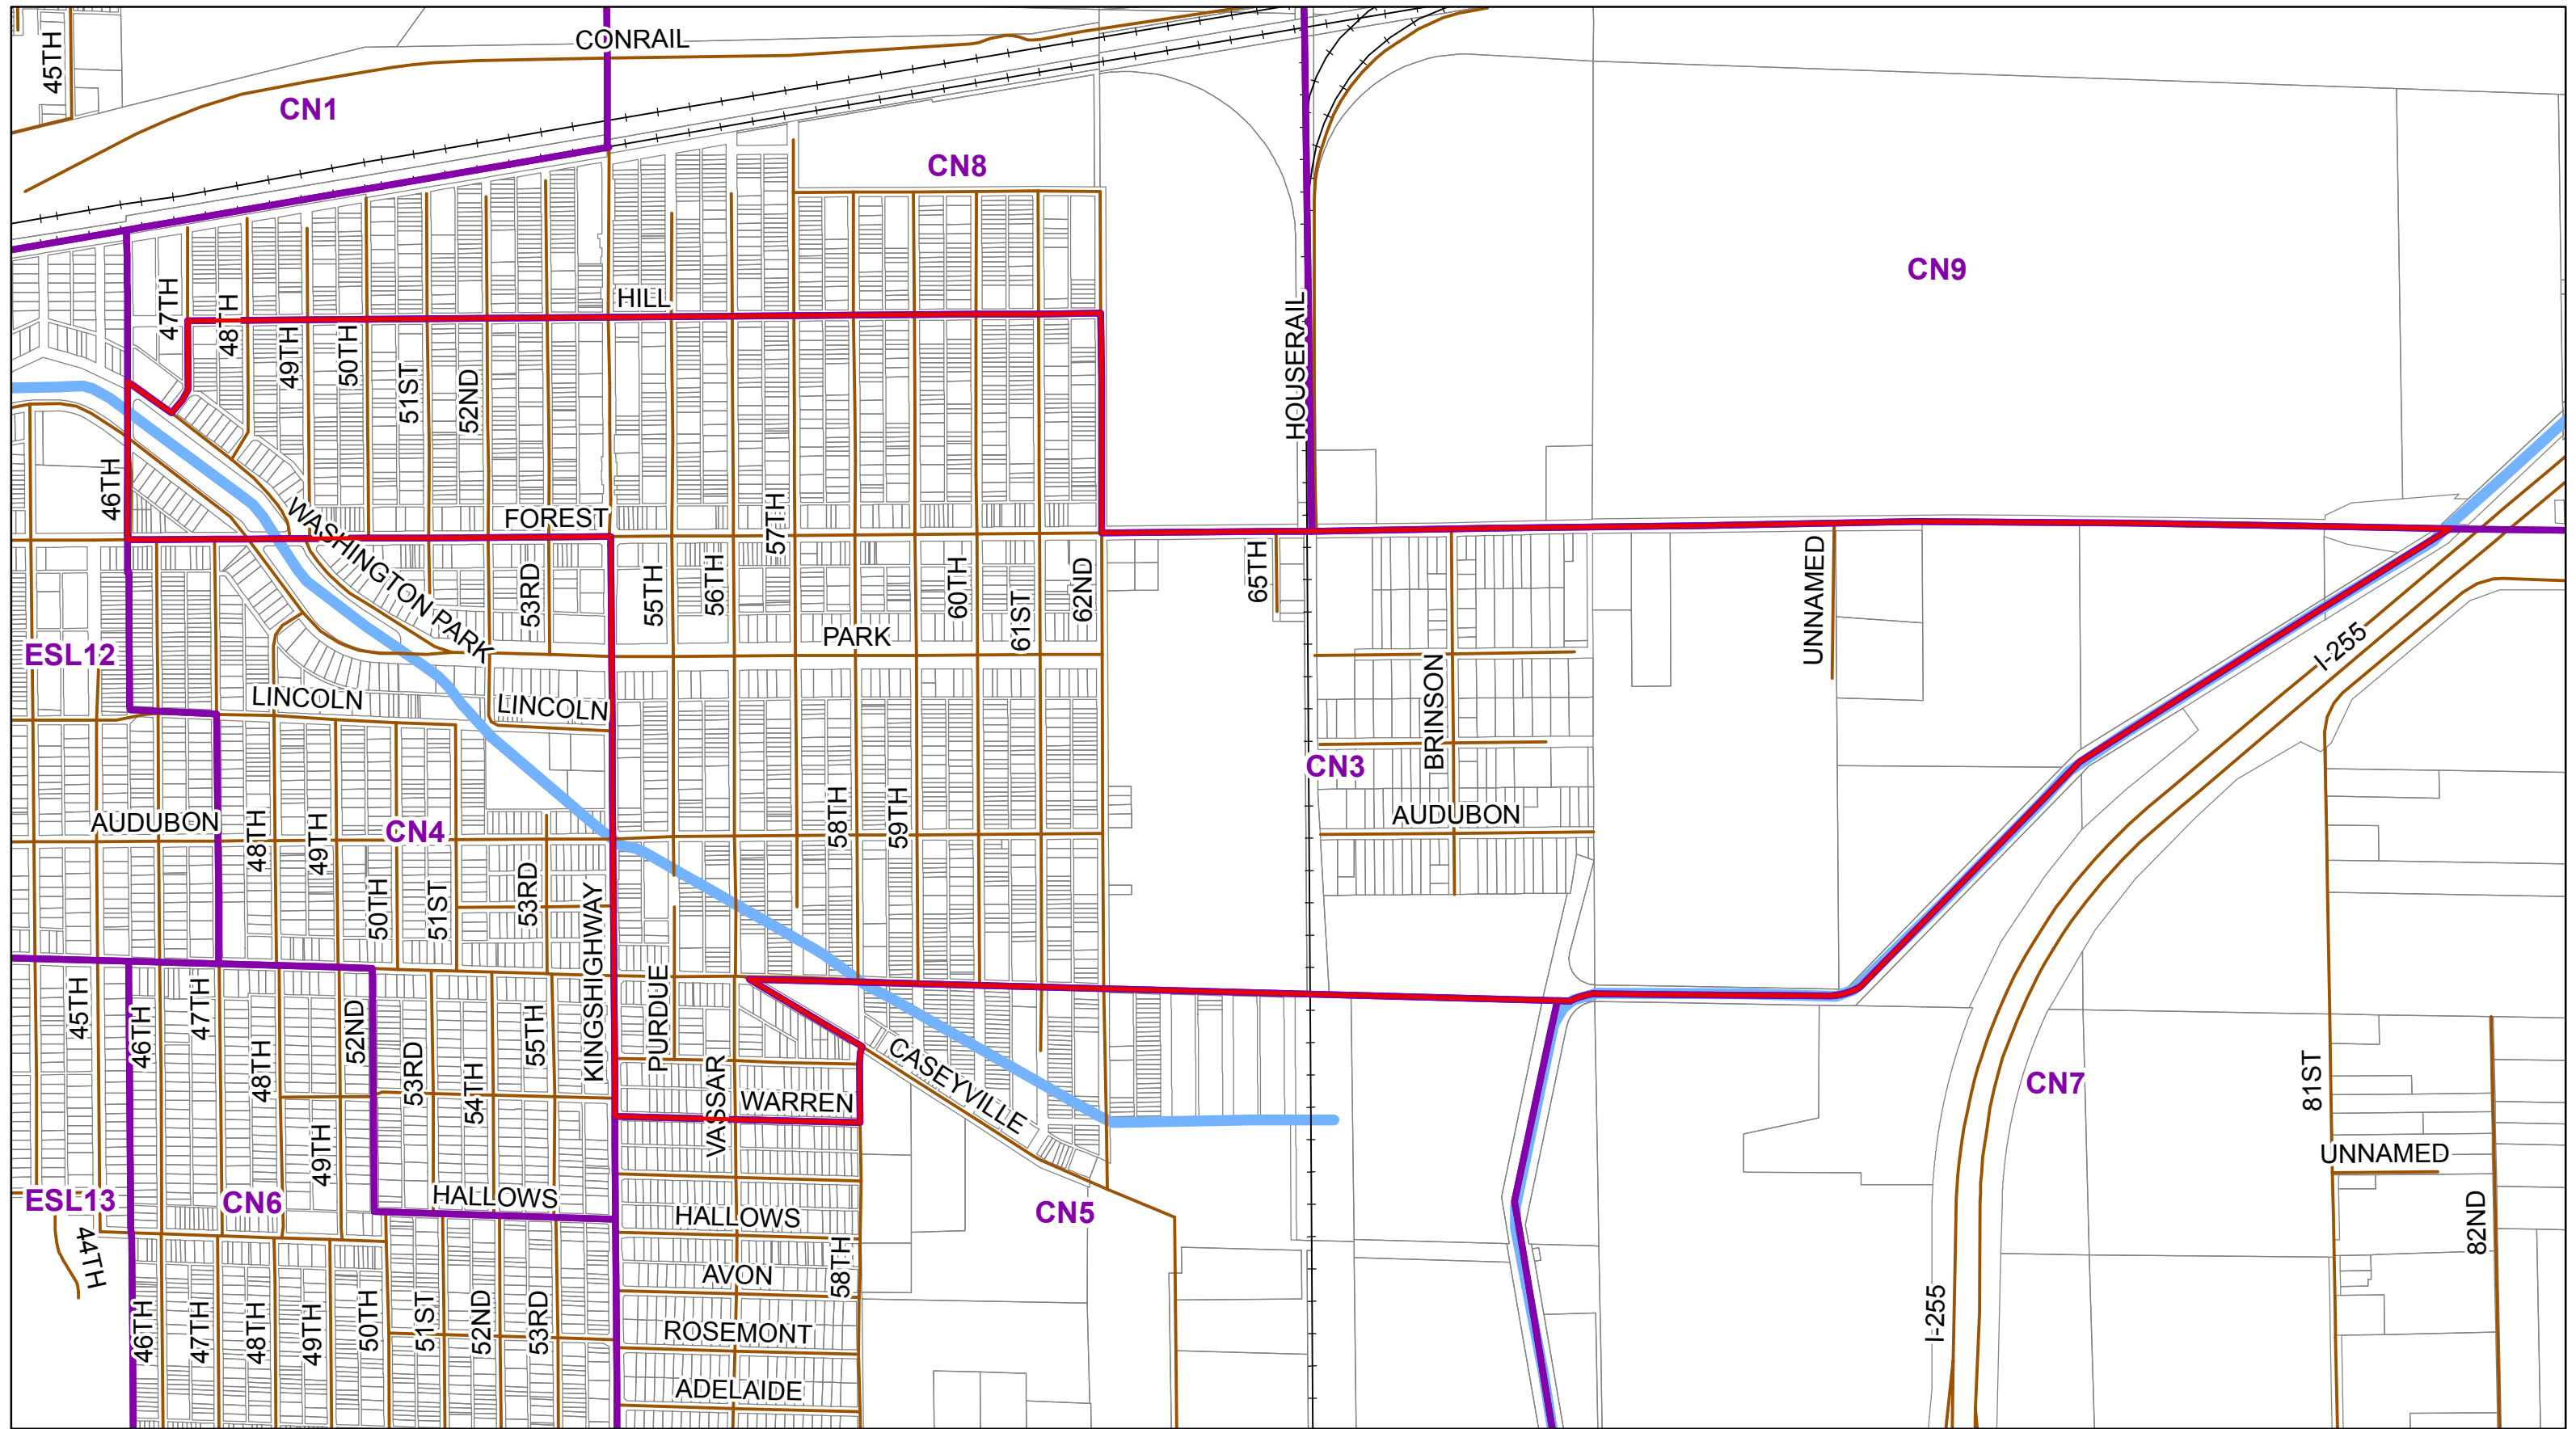 45TH
CONRAIL
CN1
CN8
CN9
47TH
48TH
49TH
50TH
51ST
52ND
HILL
HOUSERAIL
46TH
WASHINGTON PARK
FOREST
57TH
53RD
55TH
56TH
60TH
61ST
62ND
65TH
UNNAMED
PARK
I-255
ESL12
LINCOLN
LINCOLN
BRINSON
CN3
AUDUBON
48TH
49TH
CN4
58TH
59TH
AUDUBON
50TH
51ST
53RD
KINGSHIGHWAY
45TH
46TH
47TH
48TH
52ND
53RD
54TH
55TH
PURDUE
VASSAR
WARREN
CASEYVILLE
CN7
81ST
49TH
UNNAMED
ESL13
CN6
HALLOWS
HALLOWS
CN5
82ND
44TH
AVON
58TH
46TH
47TH
48TH
49TH
50TH
51ST
52ND
53RD
ROSEMONT
I-255
ADELAIDE